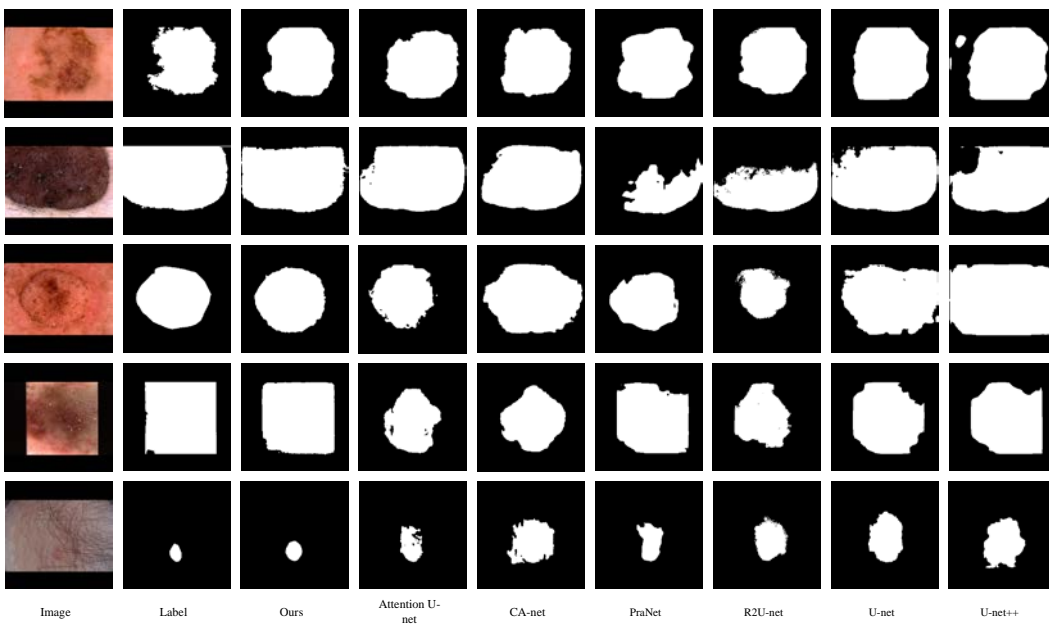 Image
Label
Ours
Attention U-
net
CA-net
PraNet
R2U-net
U-net
U-net++